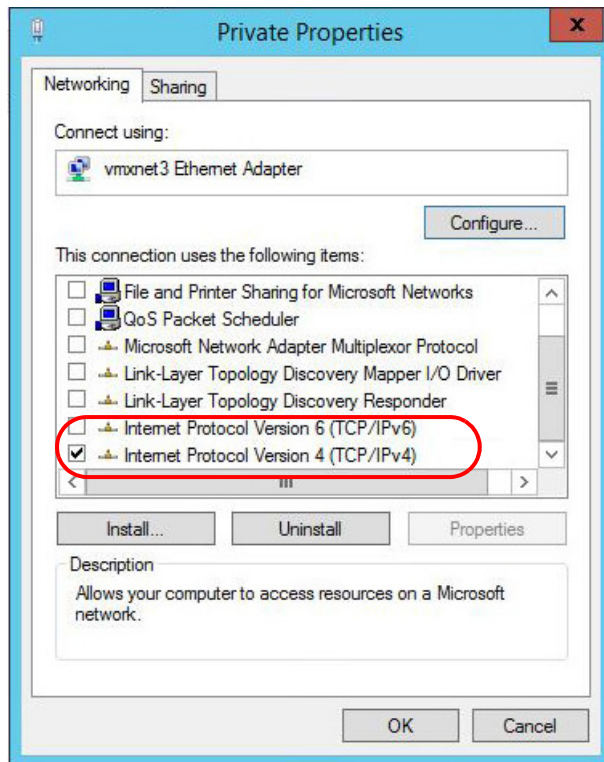 Private Properties
x
Networking
Sharing
Connect using:
vmxnet3 Ethernet Adapter
Configure...
This connection uses the following items:
File and Printer Sharing for Microsoft Networks
QoS Packet Scheduler
Microsoft Network Adapter Multiplexor Protocol
Link-Layer Topology Discovery Mapper I/O Driver
Link-Layer Topology Discovery Responder
Internet Protocol Version 6 (TCP/IPv6)
Internet Protocol Version 4 (TCP/IPv4)
Install...
Uninstall
Properties
Description
Allows your computer to access resources on a Microsoft
network.
OK
Cancel